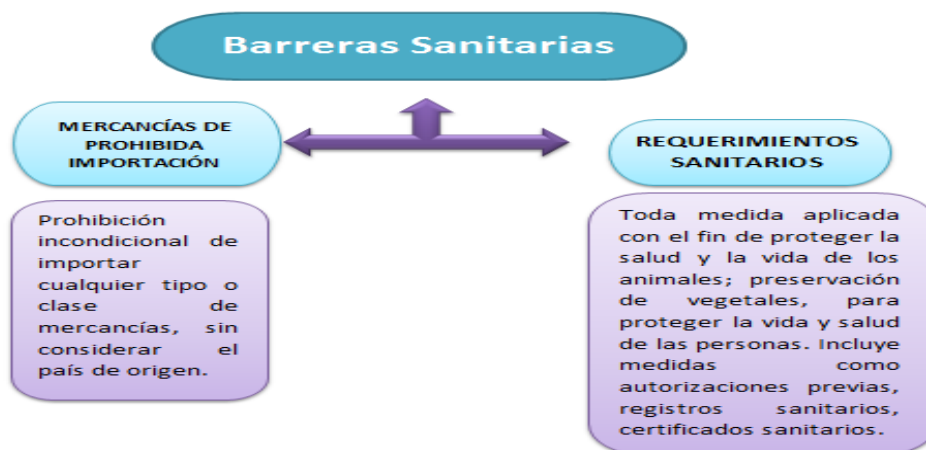 Barreras Sanitarias
MERCANCÍAS DE
PROHIBIDA
IMPORTACIÓN
Prohibición
incondicional de
importar
cualquier tipo o
clase de
mercancías, sin
considerar el
país de origen.
REQUERIMIENTOS
SANITARIOS
Toda medida aplicada
con el fin de proteger la
salud y la vida de los
animales; preservación
de vegetales, para
proteger la vida y salud
de las personas. Incluye
medidas como
autorizaciones previas,
registros sanitarios,
certificados sanitarios.